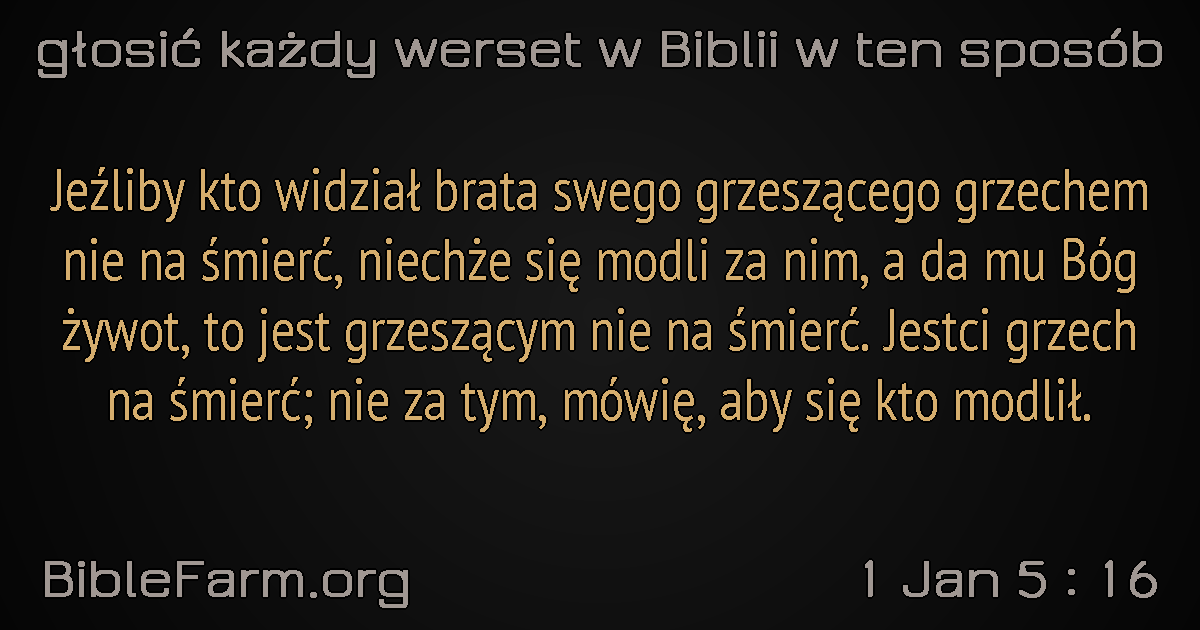 głosić każdy werset w Biblii w ten sposób
Jeźliby kto widział brata swego grzeszącego grzechem
nie na śmierć, niechże się modli za nim, a da mu Bóg
żywot, to jest grzeszącym nie na śmierć. Jestci grzech
na śmierć; nie za tym, mówię, aby się kto modlił.
BibleFarm.org
1 Jan 5 : 16